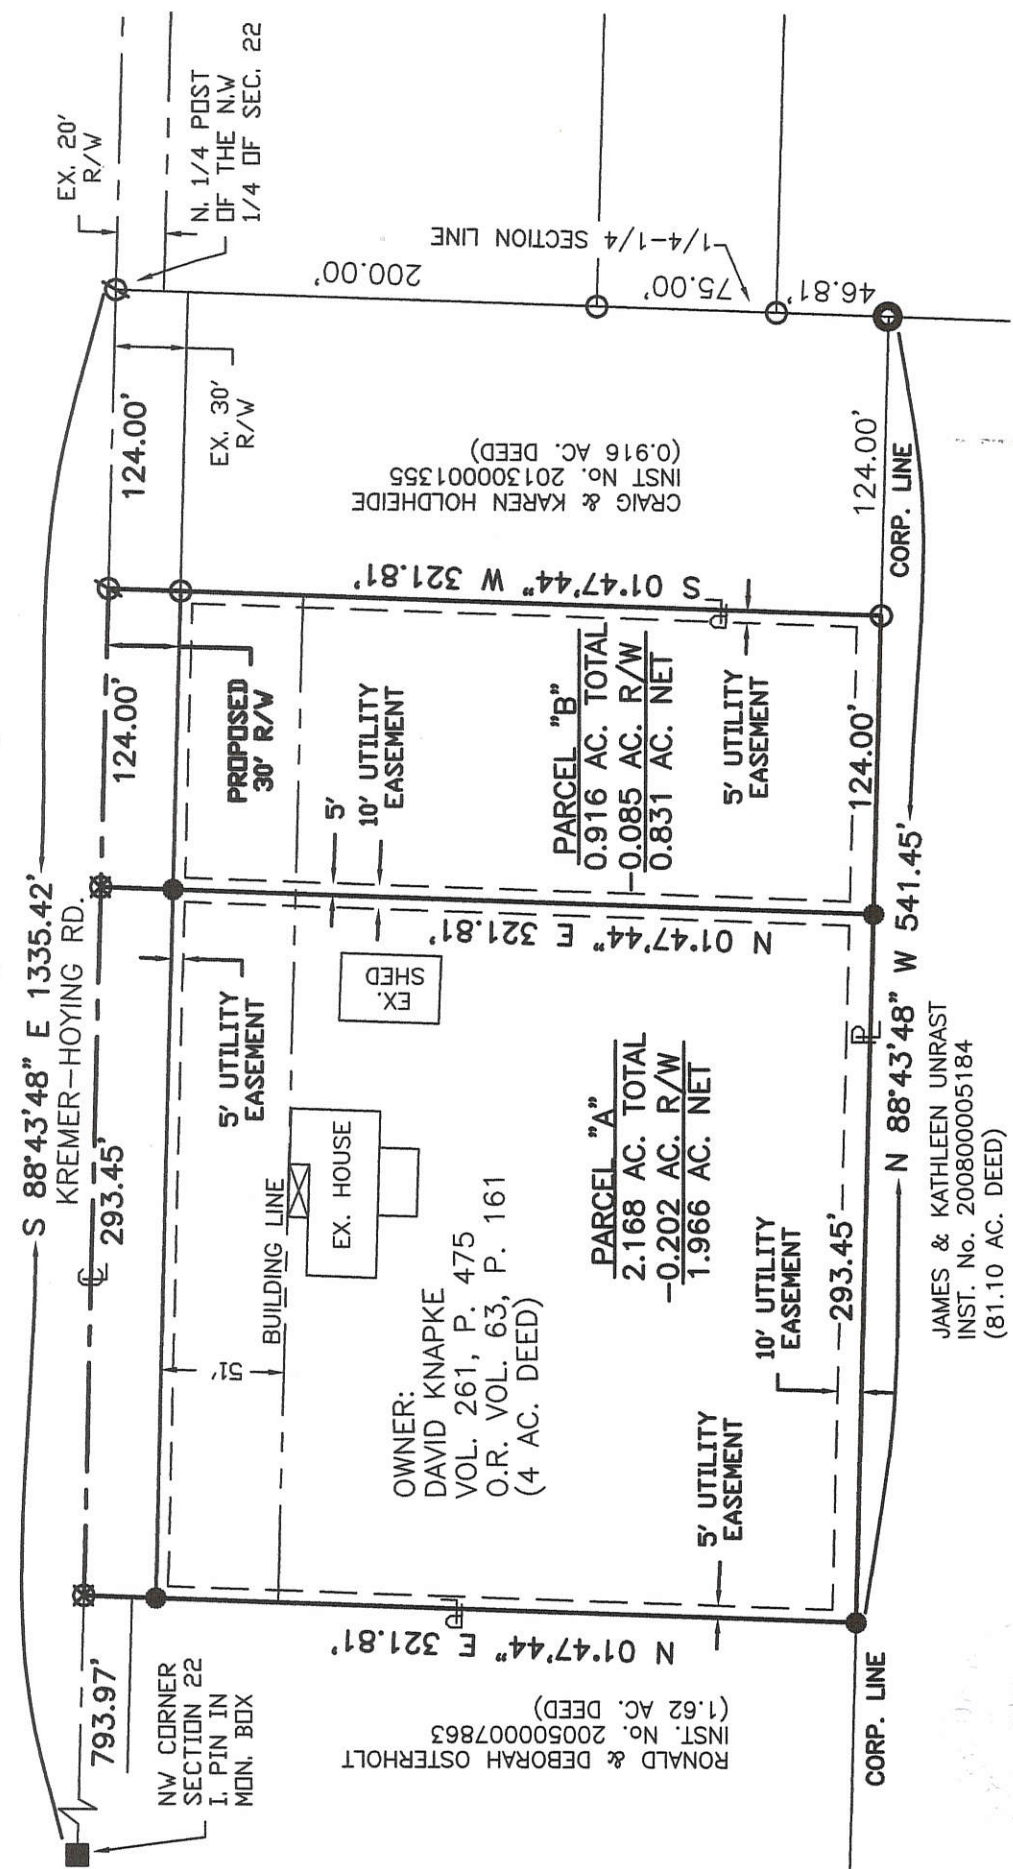 S 88°43'48" E 1335.42'
KREMER-HOYING RD.
793.97'
293.45'
124.00'
124.00'
EX. 20'
R/W
N. 1/4 POST
OF THE N.W
1/4 OF SEC. 22
NW CORNER
SECTION 22
I. PIN IN
MON. BOX
5' UTILITY
EASEMENT
PROPOSED
30' R/W
EX. 30'
R/W
51'
BUILDING LINE
EX. HOUSE
EX.
SHED
5'
10' UTILITY
EASEMENT
OWNER:
DAVID KNAPKE
VOL. 261, P. 475
O.R. VOL. 63, P. 161
(4 AC. DEED)
PARCEL "A"
2.168 AC. TOTAL
-0.202 AC. R/W
1.966 AC. NET
PARCEL "B"
0.916 AC. TOTAL
-0.085 AC. R/W
0.831 AC. NET
N 01°47'44" E 321.81'
N 01°47'44" E 321.81'
S 01°47'44" W 321.81'
RONALD & DEBORAH OSTERHOLT
INST. No. 200500007863
(1.62 AC. DEED)
CRAIG & KAREN HOLDHEIDE
INST No. 201300001355
(0.916 AC. DEED)
200.00'
75.00'
46.81'
1/4-1/4 SECTION LINE
5' UTILITY
EASEMENT
10' UTILITY
EASEMENT
5' UTILITY
EASEMENT
293.45'
124.00'
124.00'
CORP. LINE
CORP. LINE
N 88°43'48" W 541.45'
JAMES & KATHLEEN UNRAST
INST. No. 200800005184
(81.10 AC. DEED)